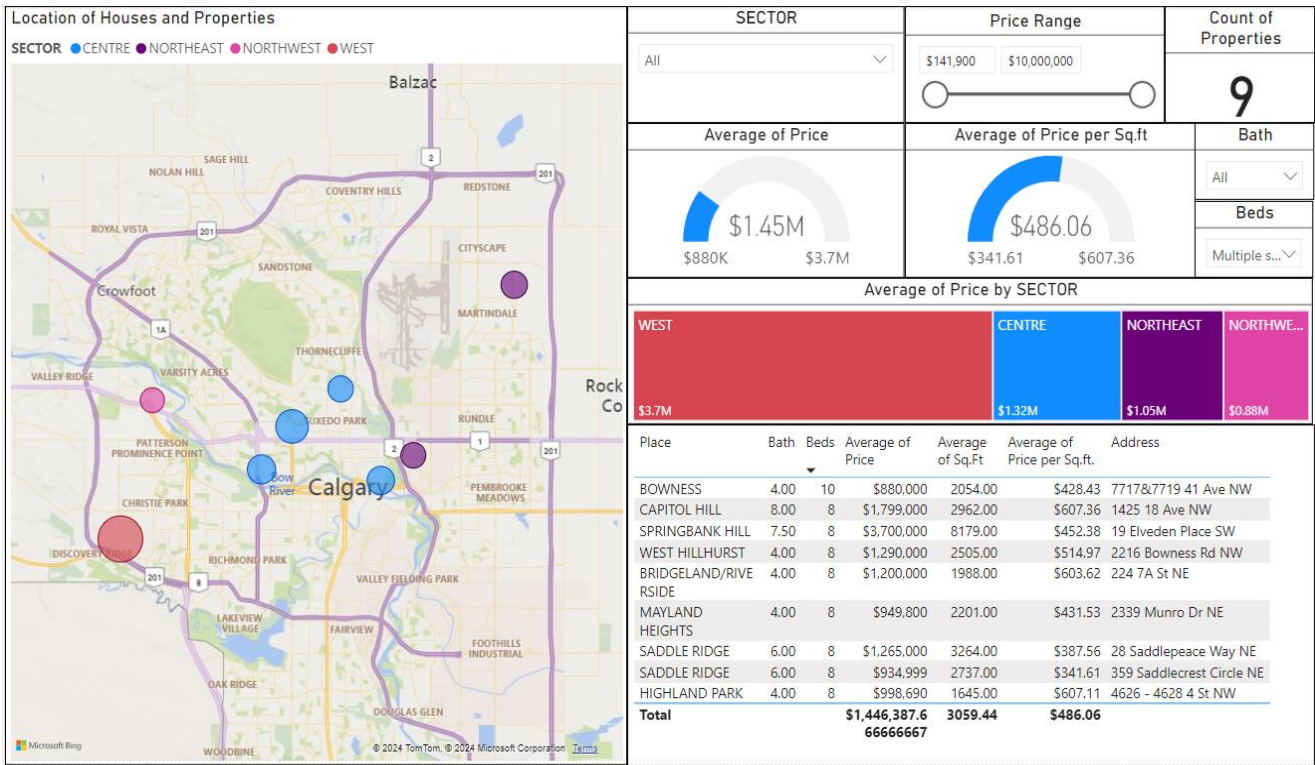 Location of Houses and Properties
SECTOR CENTRE NORTHEAST NORTHWEST WEST
Balzac
2
SAGE HILL
NOLAN HILL
201
COVENTRY HILLS
REDSTONE
ROYAL VISTA
201
CITYSCAPE
SANDSTONE
Crowfoot
MARTINDALE
1A
THORNECLIFFE
VALLEY RIDGE
VARSITY ACRES
Rock
Co
TUXEDO PARK
RUNDLE
PATTERSON
PROMINENCE POINT
2
1
201
Bow
River
Calgary
PEMBROKE
MEADOWS
CHRISTIE PARK
DISCOVERY RIDGE
RICHMOND PARK
201
8
VALLEY FIELDING PARK
LAKEVIEW
VILLAGE
FAIRVIEW
FOOTHILLS
INDUSTRIAL
OAK RIDGE
DOUGLAS GLEN
WOODBINE
Microsoft Bing
© 2024 TomTom, © 2024 Microsoft Corporation Terms
SECTOR
All
Price Range
$141,900 $10,000,000
Count of
Properties
9
Average of Price
$1.45M
$880K $3.7M
Average of Price per Sq.ft
$486.06
$341.61 $607.36
Bath
All
Beds
Multiple s...
Average of Price by SECTOR
WEST CENTRE NORTHEAST NORTHWE...
$3.7M $1.32M $1.05M $0.88M
Place Bath Beds Average of Average Average of Address
Price of Sq.Ft Price per Sq.ft.
BOWNESS 4.00 10 $880,000 2054.00 $428.43 7717&7719 41 Ave NW
CAPITOL HILL 8.00 8 $1,799,000 2962.00 $607.36 1425 18 Ave NW
SPRINGBANK HILL 7.50 8 $3,700,000 8179.00 $452.38 19 Elveden Place SW
WEST HILLHURST 4.00 8 $1,290,000 2505.00 $514.97 2216 Bowness Rd NW
BRIDGELAND/RIVE 4.00 8 $1,200,000 1988.00 $603.62 224 7A St NE
RSIDE
MAYLAND 4.00 8 $949,800 2201.00 $431.53 2339 Munro Dr NE
HEIGHTS
SADDLE RIDGE 6.00 8 $1,265,000 3264.00 $387.56 28 Saddlepeace Way NE
SADDLE RIDGE 6.00 8 $934,999 2737.00 $341.61 359 Saddlecrest Circle NE
HIGHLAND PARK 4.00 8 $998,690 1645.00 $607.11 4626 - 4628 4 St NW
Total $1,446,387.6 3059.44 $486.06
66666667